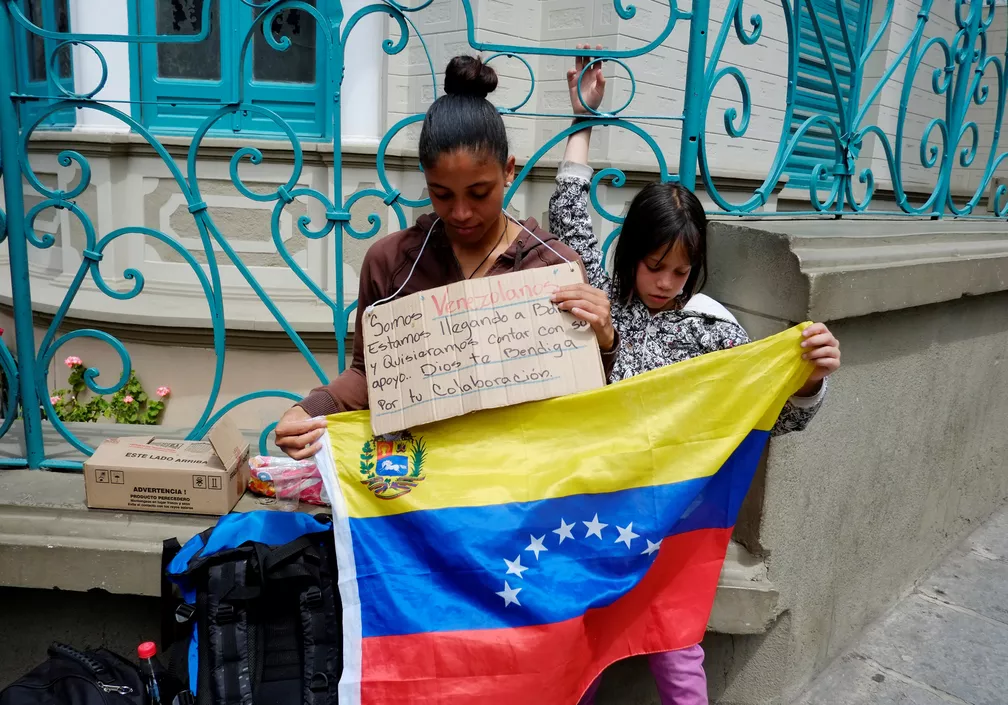 Somos Venezolanos
Estamos llegando a
y Quisieramos contar con su
apoyo.. Dios te Bendiga
Por tu Colaboración.
ESTE LADO ARRIBA
ADVERTENCIA !
PRODUCTO PERECEDERO